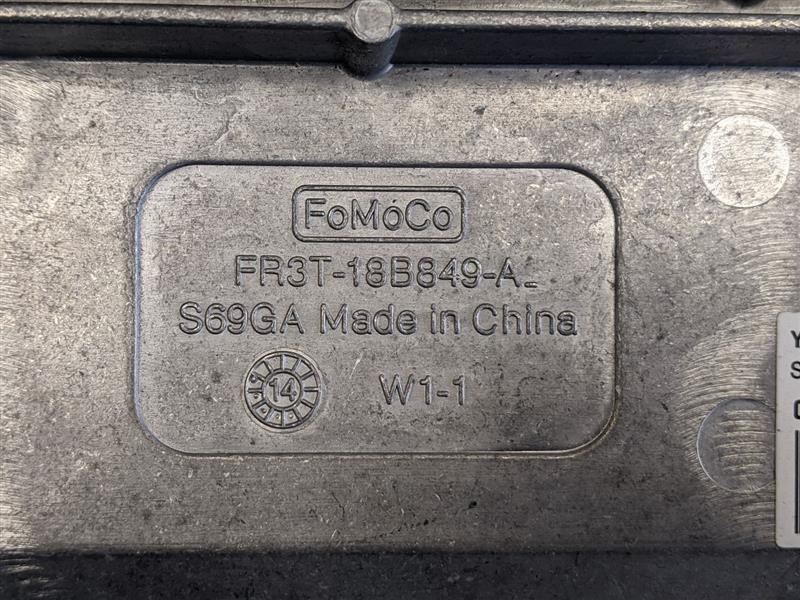 FoMoCo
FR3T-18B849-A_
S69GA Made in China
14
W1-1
Y
S